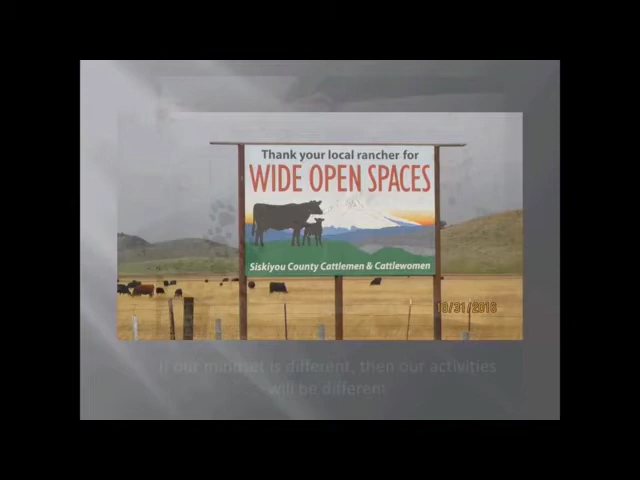 Thank your local rancher for
WIDE OPEN SPACES
Siskiyou County Cattlemen & Cattlewomen
10/31/2016
If our mindset is different, then our activities
will be different